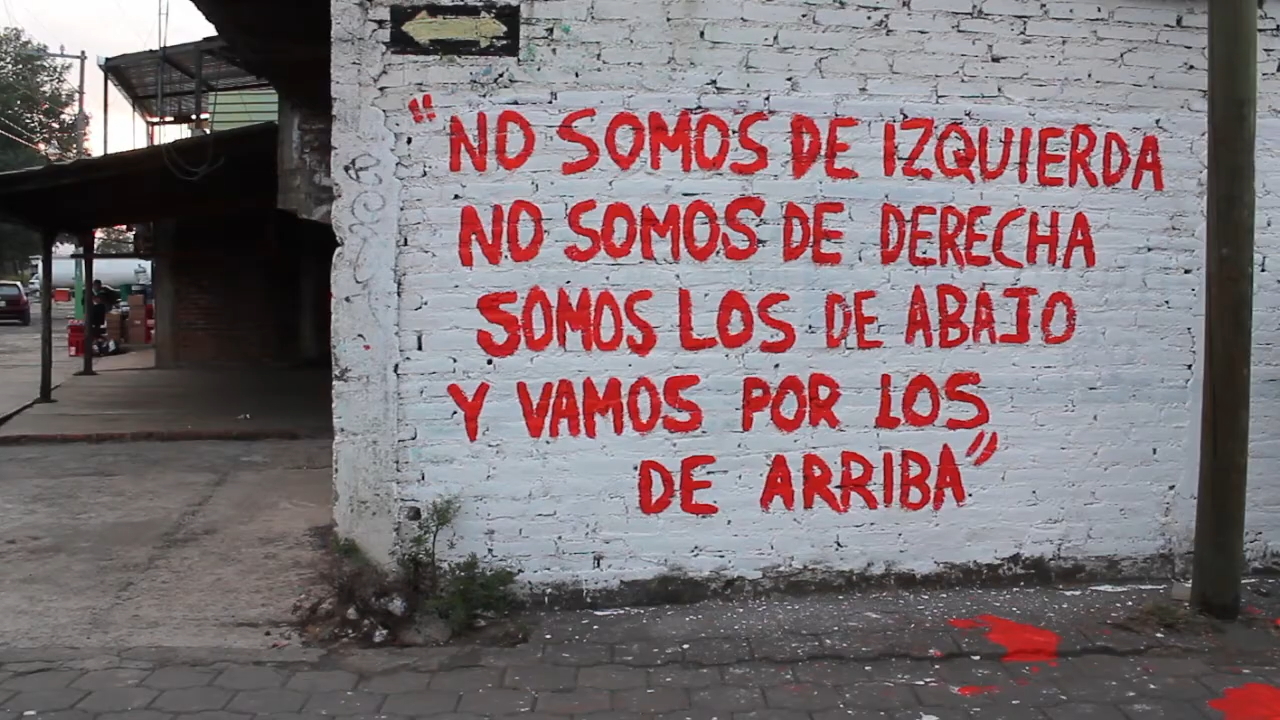 "NO SOMOS DE IZQUIERDA
NO SOMOS DE DERECHA
SOMOS LOS DE ABAJO
Y VAMOS POR LOS
DE ARRIBA"